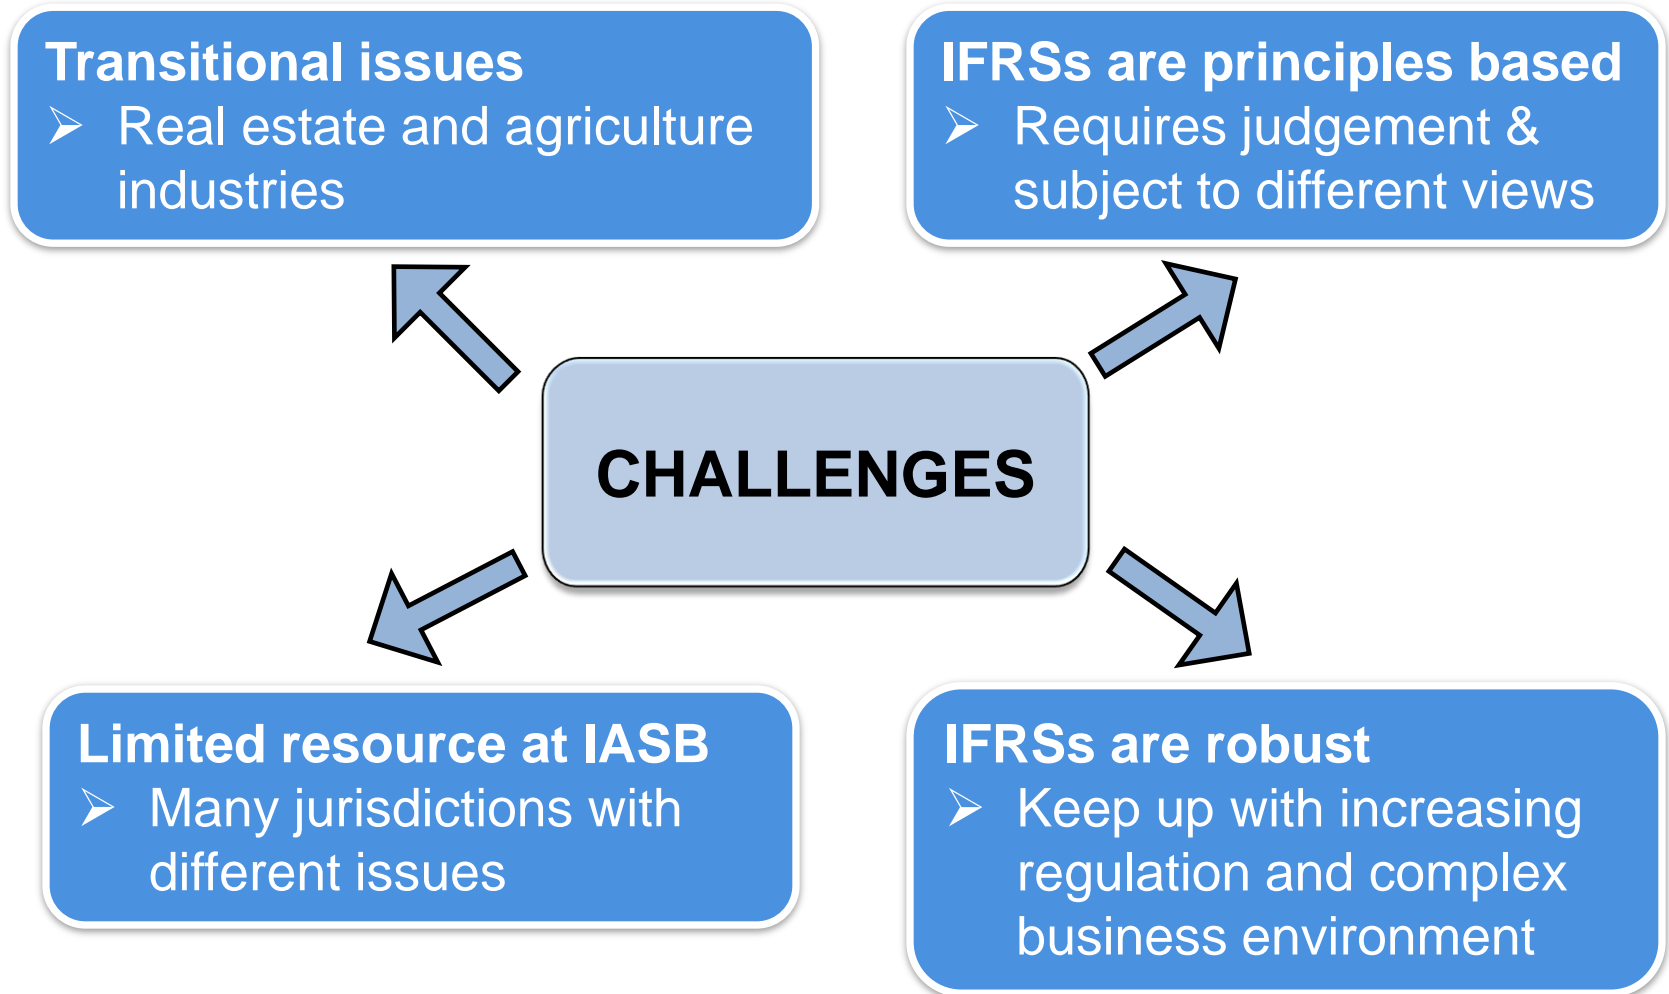 Transitional issues
➢ Real estate and agriculture
industries
IFRSs are principles based
➢ Requires judgement &
subject to different views
CHALLENGES
Limited resource at IASB
➢ Many jurisdictions with
different issues
IFRSs are robust
➢ Keep up with increasing
regulation and complex
business environment